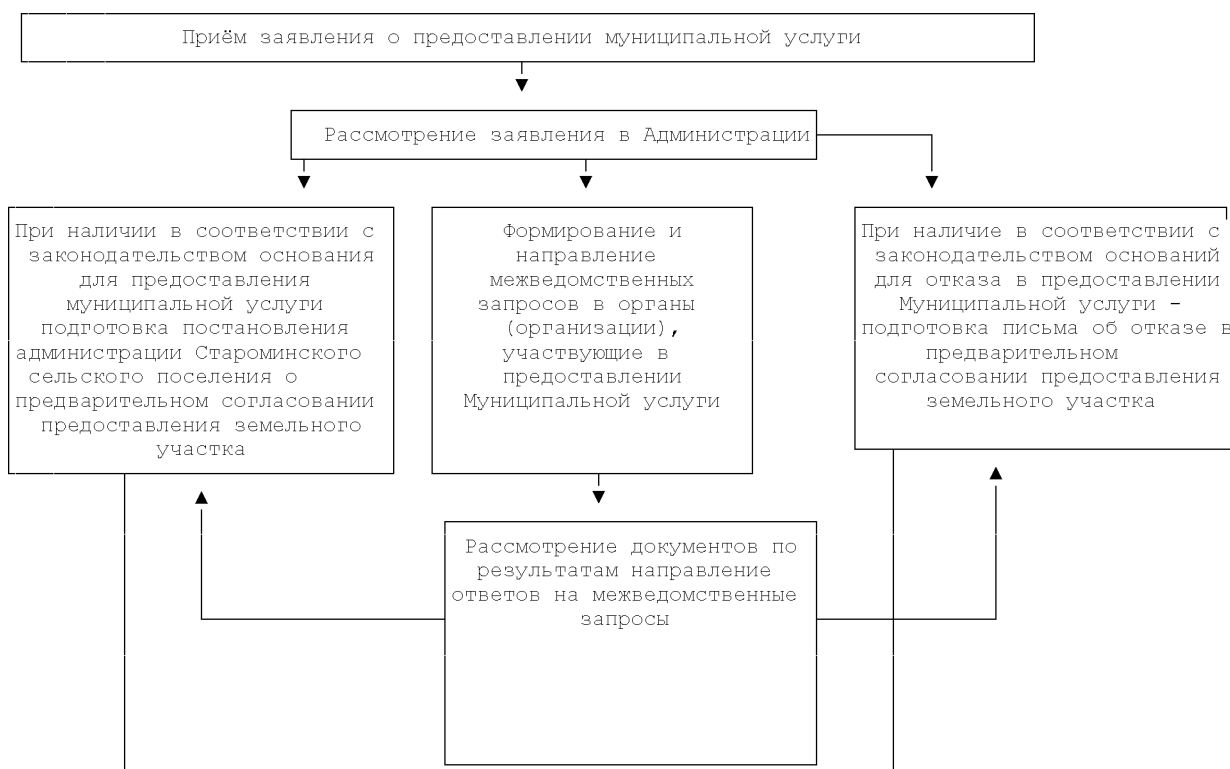 Приём заявления о предоставлении муниципальной услуги
Рассмотрение заявления в Администрации
При наличии в соответствии с
законодательством основания
для предоставления
муниципальной услуги
подготовка постановления
администрации Староминского
сельского поселения о
предварительном согласовании
предоставления земельного
участка
Формирование и
направление
межведомственных
запросов в органы
(организации),
участвующие в
предоставлении
Муниципальной услуги
При наличие в соответствии с
законодательством оснований
для отказа в предоставлении
Муниципальной услуги –
подготовка письма об отказе в
предварительном
согласовании предоставления
земельного участка
Рассмотрение документов по
результатам направление
ответов на межведомственные
запросы